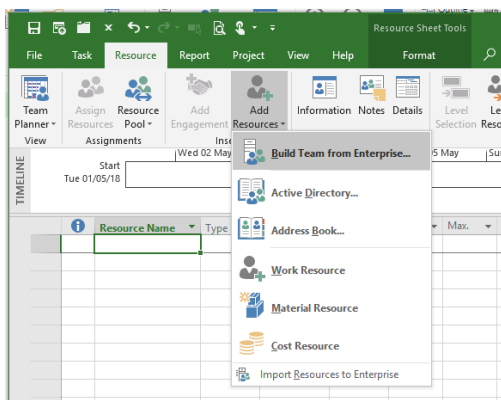 Resource Sheet Tools
File Task Resource Report Project View Help Format
Team Planner
Assign Resources
Resource Pool
Add Engagement
Add Resources
Information Notes Details
Level Selection
View Assignments
Wed 02 May
May
TIMELINE
Start
Tue 01/05/18
Resource Name Type Max.
Build Team from Enterprise...
Active Directory...
Address Book...
Work Resource
Material Resource
Cost Resource
Import Resources to Enterprise